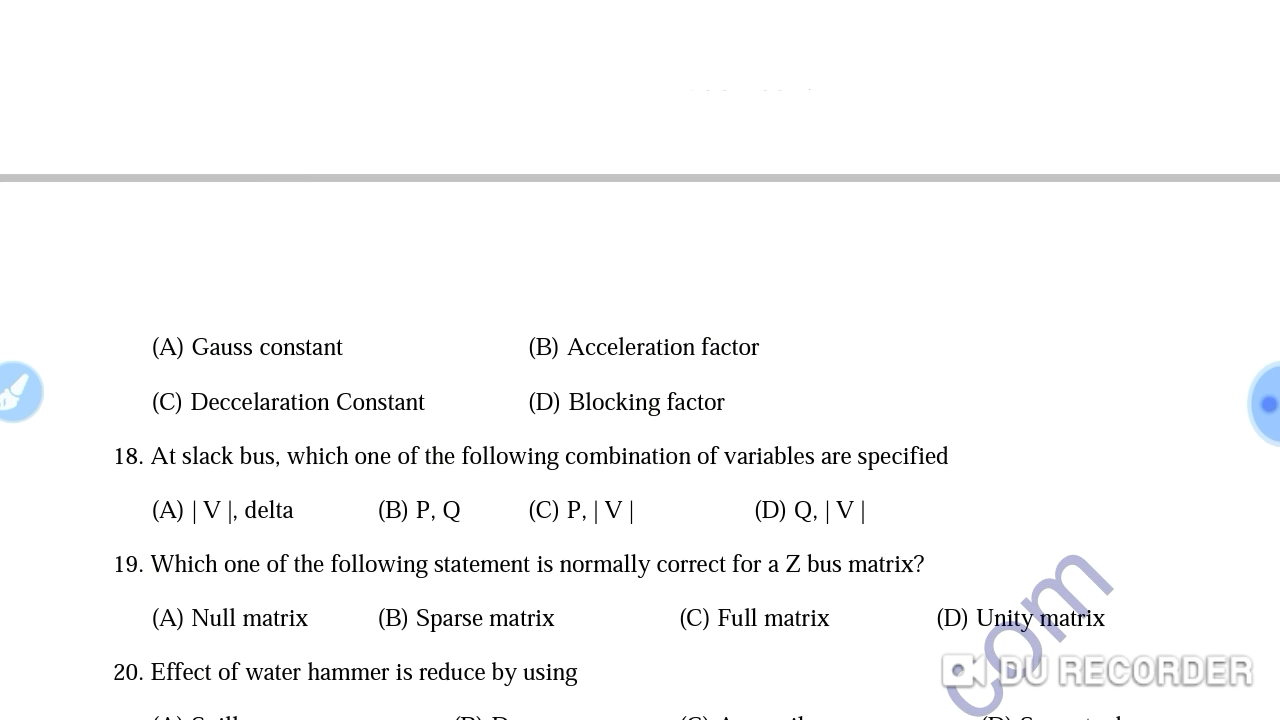 (A) Gauss constant (B) Acceleration factor
(C) Deccelaration Constant (D) Blocking factor
18. At slack bus, which one of the following combination of variables are specified
(A) | V |, delta (B) P, Q (C) P, | V | (D) Q, | V |
19. Which one of the following statement is normally correct for a Z bus matrix?
(A) Null matrix (B) Sparse matrix (C) Full matrix (D) Unity matrix
com
DU RECORDER
20. Effect of water hammer is reduce by using